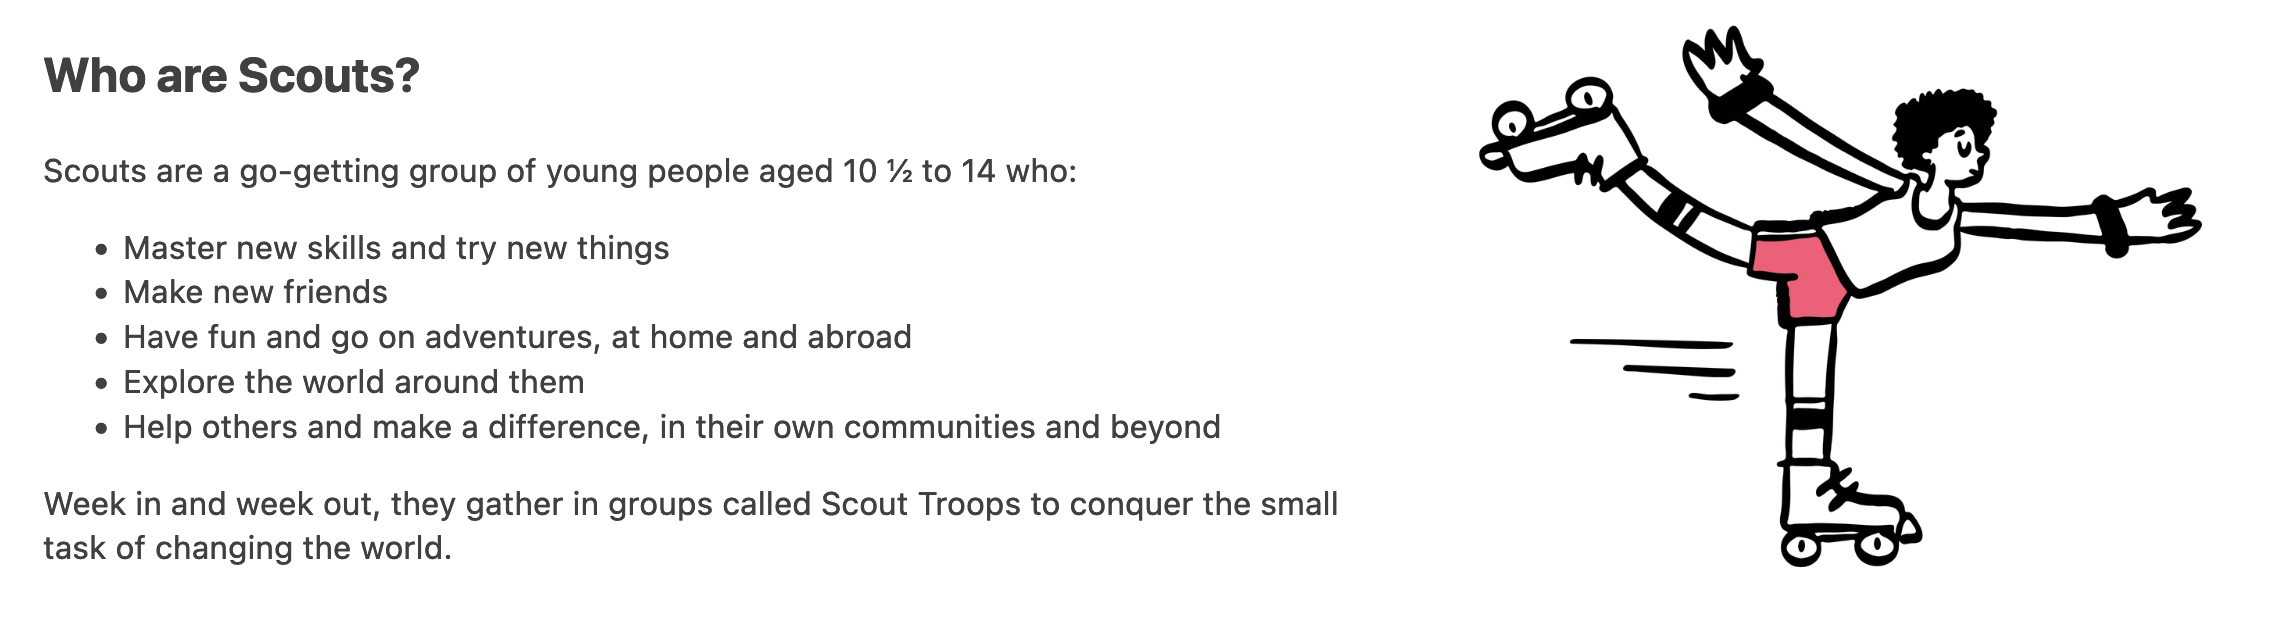 Who are Scouts?
Scouts are a go-getting group of young people aged 10 ½ to 14 who:
• Master new skills and try new things
• Make new friends
• Have fun and go on adventures, at home and abroad
• Explore the world around them
• Help others and make a difference, in their own communities and beyond
Week in and week out, they gather in groups called Scout Troops to conquer the small
task of changing the world.